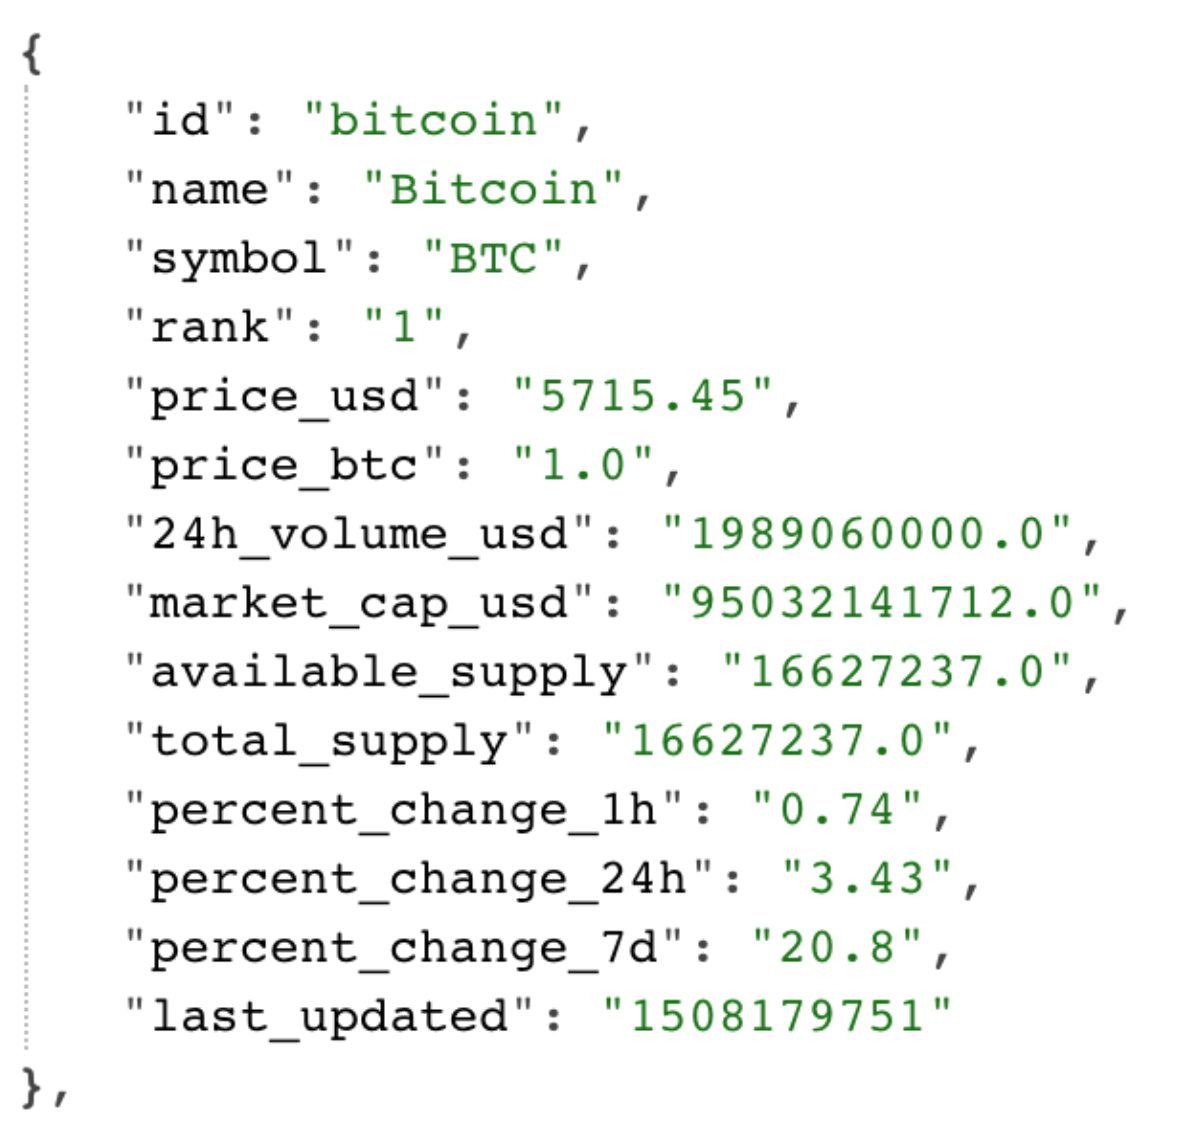 {
"id": "bitcoin",
"name": "Bitcoin",
"symbol": "BTC",
"rank": "1",
"price_usd": "5715.45",
"price_btc": "1.0",
"24h_volume_usd": "1989060000.0",
"market_cap_usd": "95032141712.0",
"available_supply": "16627237.0",
"total_supply": "16627237.0",
"percent_change_1h": "0.74",
"percent_change_24h": "3.43",
"percent_change_7d": "20.8",
"last_updated": "1508179751"
},